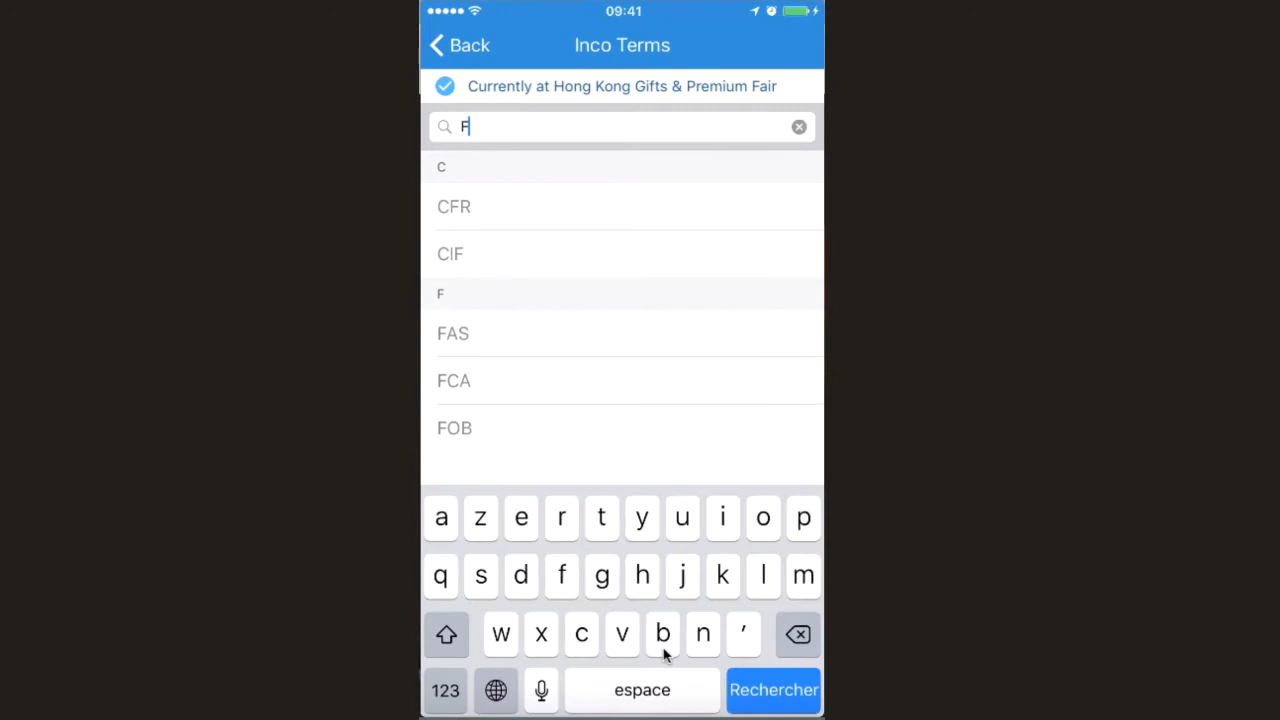 09:41
Back Inco Terms
Currently at Hong Kong Gifts & Premium Fair
F
C
CFR
CIF
F
FAS
FCA
FOB
a z e r t y u i o p
q s d f g h j k l m
w x c v b n ’
123 espace Rechercher